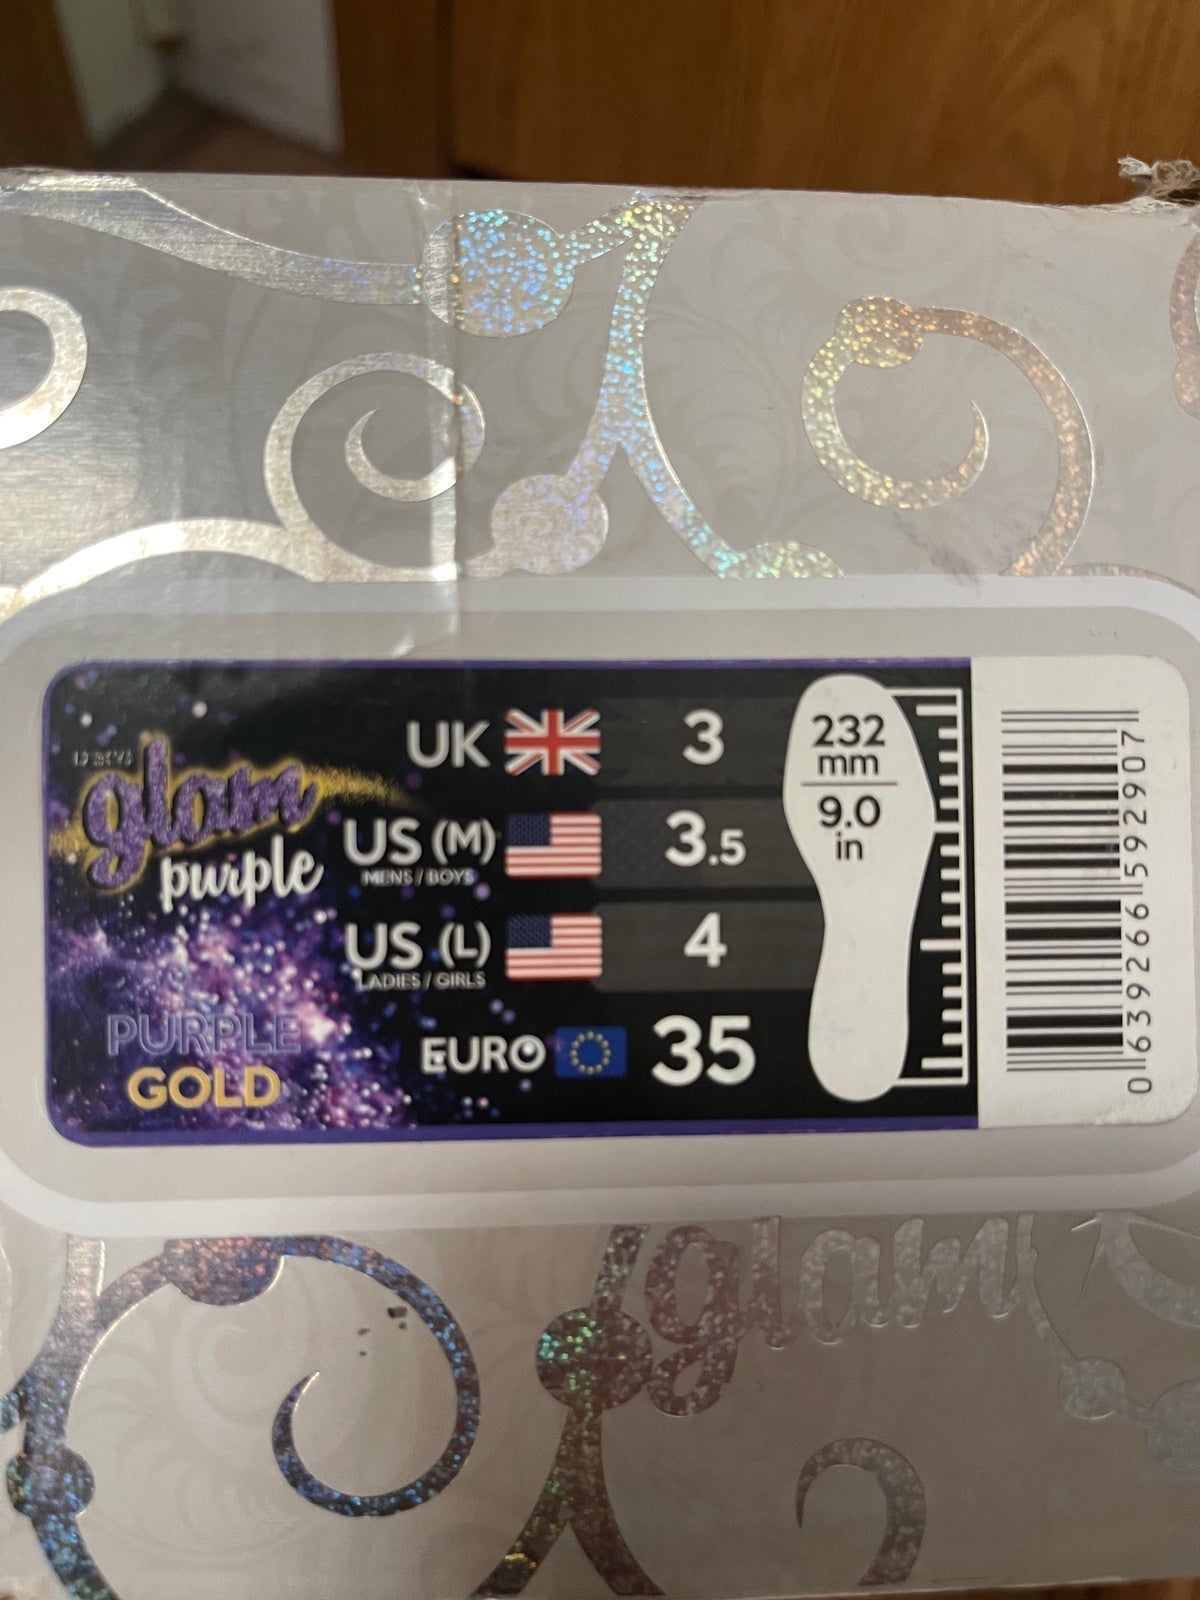 glam
purple
PURPLE
GOLD
UK 3
US (M) 3.5
MENS / BOYS
US (L) 4
LADIES / GIRLS
EURO 35
232
mm
9.0
in
0 639266 592907
glam